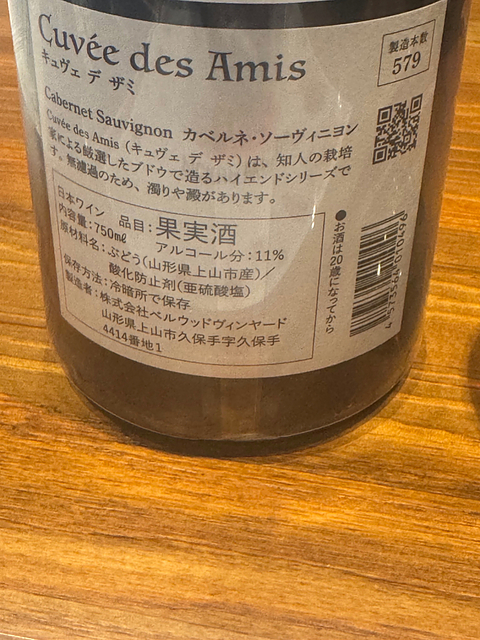 Cuvée des Amis
キュヴェ デ ザミ
製造本数
579
Cabernet Sauvignon カベルネ・ソーヴィニヨン
Cuvée des Amis（キュヴェ デ ザミ）は、知人の栽培
家による厳選したブドウで造るハイエンドシリーズで
す。無濾過のため、濁りや澱があります。
日本ワイン 品目：果実酒
内容量：750㎖ アルコール分：11%
原材料名：ぶどう（山形県上山市産）／
酸化防止剤（亜硫酸塩）
保存方法：冷暗所で保存
製造者：株式会社ベルウッドヴィンヤード
山形県上山市久保手字久保手
4414番地1
●お酒は20歳になってから